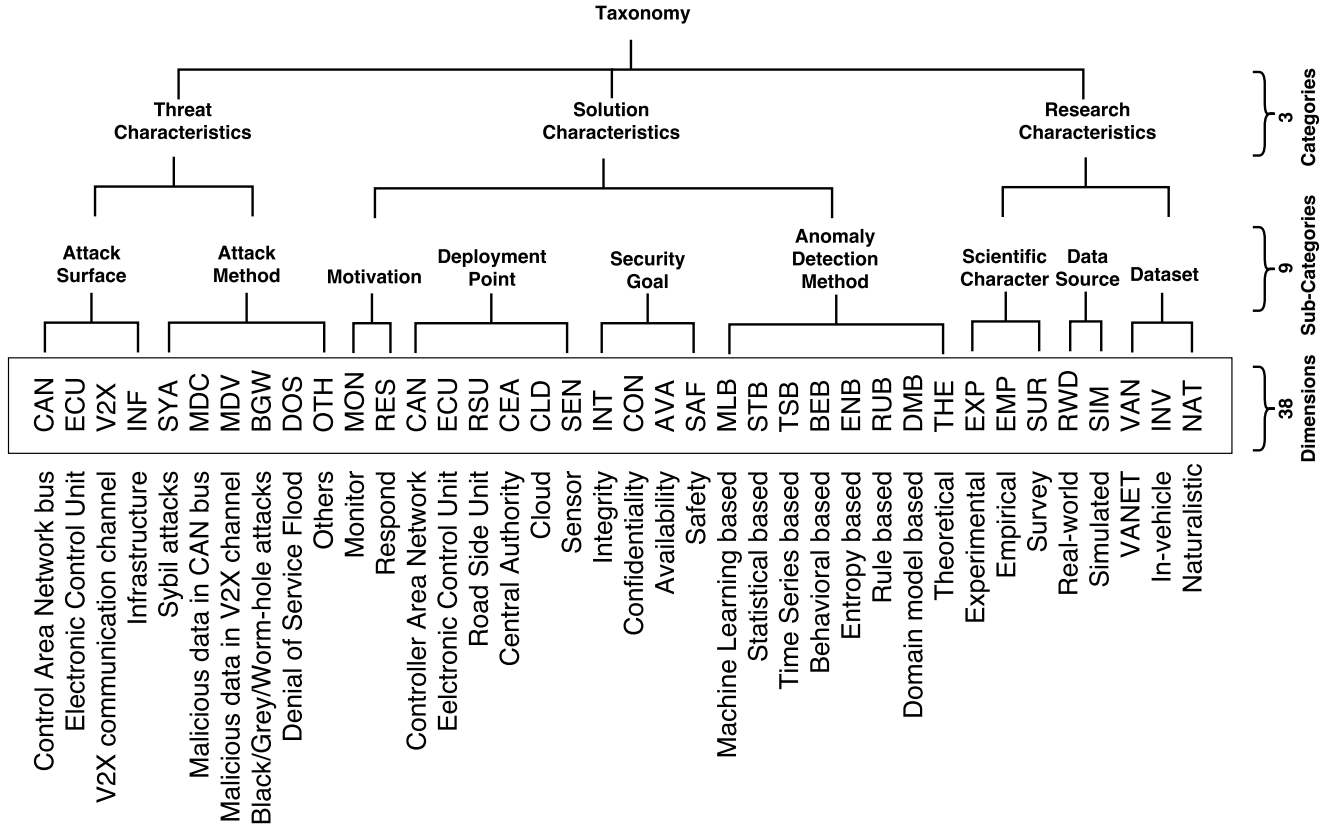 Taxonomy
Threat
Characteristics
Solution
Characteristics
Research
Characteristics
3
Categories
Attack
Surface
Attack
Method
Motivation
Deployment
Point
Security
Goal
Anomaly
Detection
Method
Scientific
Character
Data
Source
Dataset
9
Sub-Categories
CAN
ECU
V2X
INF
SYA
MDC
MDV
BGW
DOS
OTH
MON
RES
CAN
ECU
RSU
CEA
CLD
SEN
INT
CON
AVA
SAF
MLB
STB
TSB
BEB
ENB
RUB
DMB
THE
EXP
EMP
SUR
RWD
SIM
VAN
INV
NAT
38
Dimensions
Control Area Network bus
Electronic Control Unit
V2X communication channel
Infrastructure
Sybil attacks
Malicious data in CAN bus
Malicious data in V2X channel
Black/Grey/Worm-hole attacks
Denial of Service Food
Others
Monitor
Respond
Controller Area Network
Eelctronic Control Unit
Road Side Unit
Central Authority
Cloud
Sensor
Integrity
Confidentiality
Availability
Safety
Machine Learning based
Statistical based
Time Series based
Behavioral based
Entropy based
Rule based
Domain model based
Theoretical
Experimental
Empirical
Survey
Real-world
Simulated
VANET
In-vehicle
Naturalistic